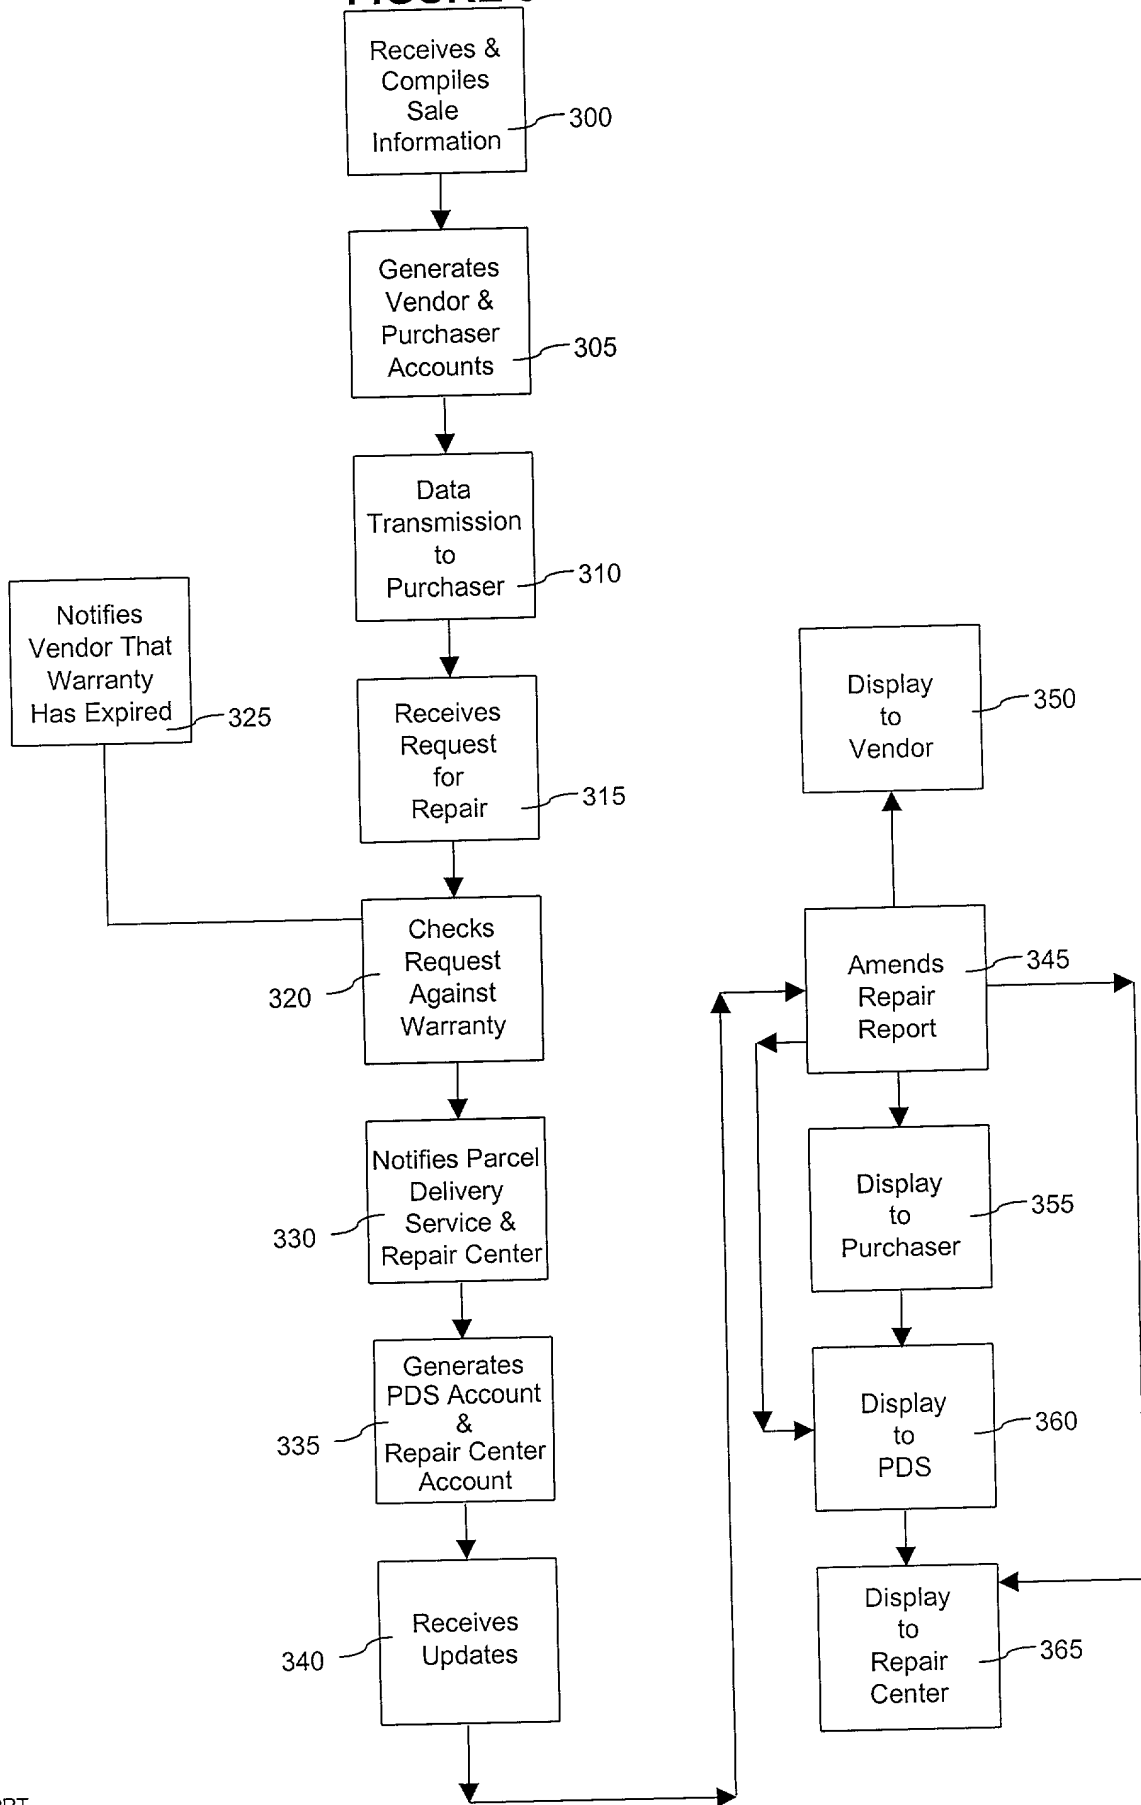 FIGURE
Receives &
Compiles
Sale
Information
300
Generates
Vendor &
Purchaser
Accounts
305
Data
Transmission
to
Purchaser
310
Notifies
Vendor That
Warranty
Has Expired
325
Receives
Request
for
Repair
315
Checks
Request
Against
Warranty
320
Notifies Parcel
Delivery
Service &
Repair Center
330
Generates
PDS Account
&
Repair Center
Account
335
Receives
Updates
340
Display
to
Vendor
350
Amends
Repair
Report
345
Display
to
Purchaser
355
Display
to
PDS
360
Display
to
Repair
Center
365